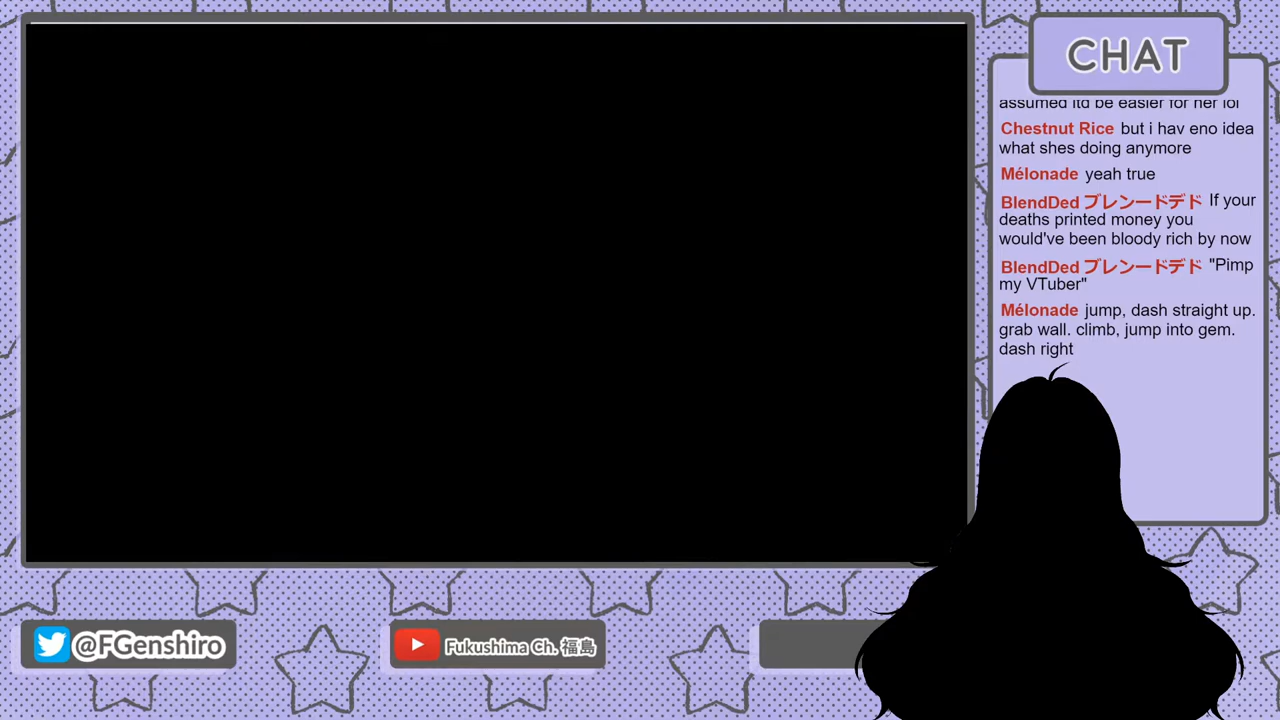 CHAT
assumed itd be easier for her lol
Chestnut Rice but i hav eno idea
what shes doing anymore
Mélonade yeah true
BlendDed ブレンードデド If your
deaths printed money you
would've been bloody rich by now
BlendDed ブレンードデド "Pimp
my VTuber"
Mélonade jump, dash straight up.
grab wall. climb, jump into gem.
dash right
@FGenshiro
Fukushima Ch. 福島